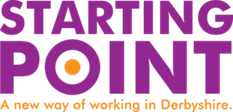 STARTING
POINT
A new way of working in Derbyshire.